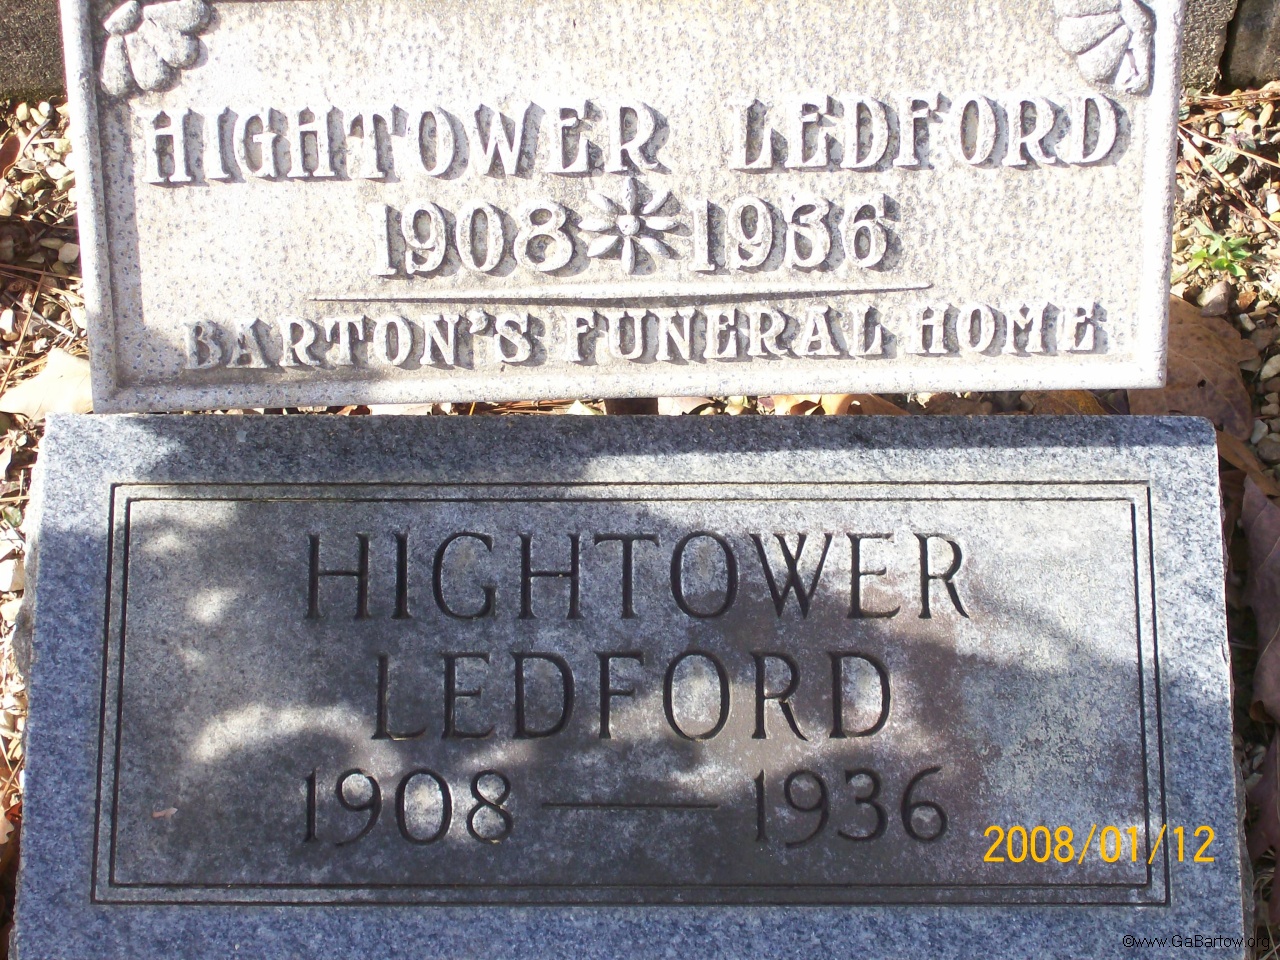 HIGHTOWER LEDFORD
1908 1936
BARTON'S FUNERAL HOME
HIGHTOWER
LEDFORD
1908 — 1936
2008/01/12
©www.GaBartow.org